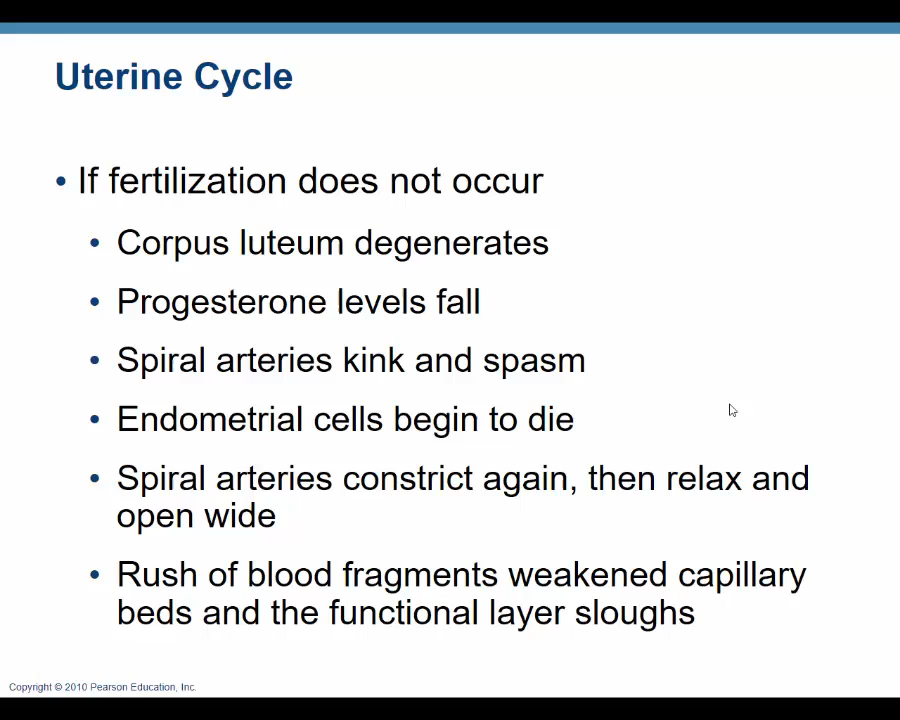 Uterine Cycle
• If fertilization does not occur
• Corpus luteum degenerates
• Progesterone levels fall
• Spiral arteries kink and spasm
• Endometrial cells begin to die
• Spiral arteries constrict again, then relax and
open wide
• Rush of blood fragments weakened capillary
beds and the functional layer sloughs
Copyright © 2010 Pearson Education, Inc.